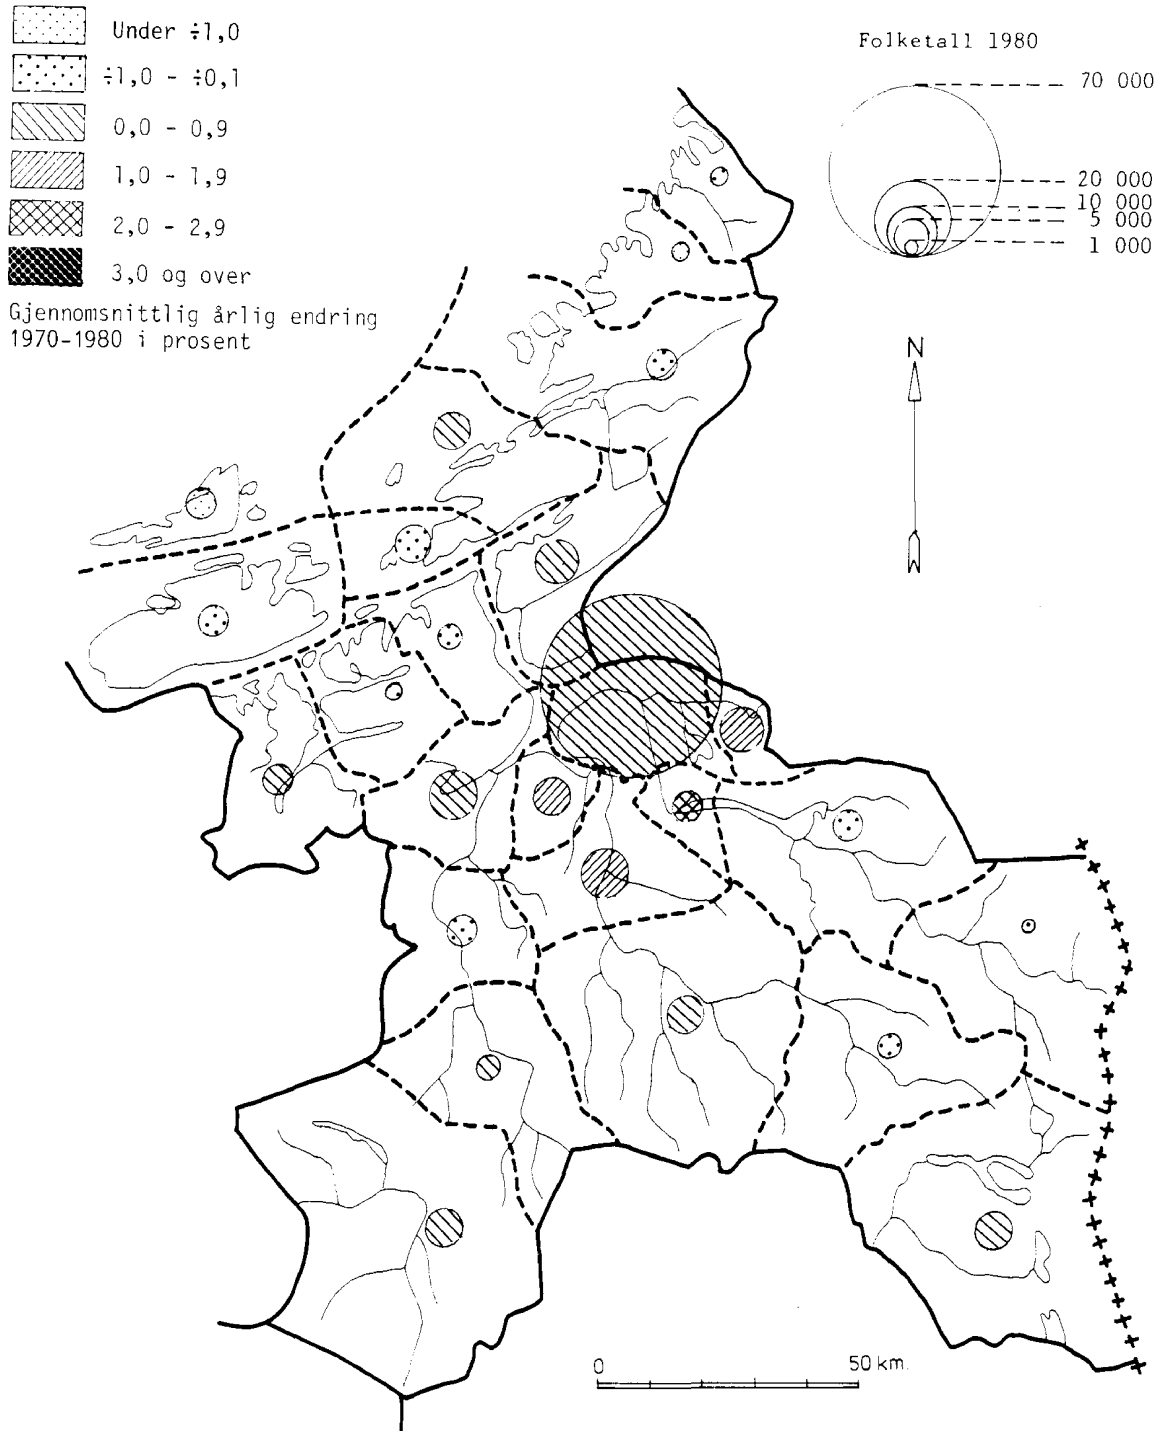 Under ÷1,0
÷1,0 - ÷0,1
0,0 - 0,9
1,0 - 1,9
2,0 - 2,9
3,0 og over
Gjennomsnittlig årlig endring
1970-1980 i prosent
Folketall 1980
70 000
20 000
10 000
5 000
1 000
N
0 50 km.